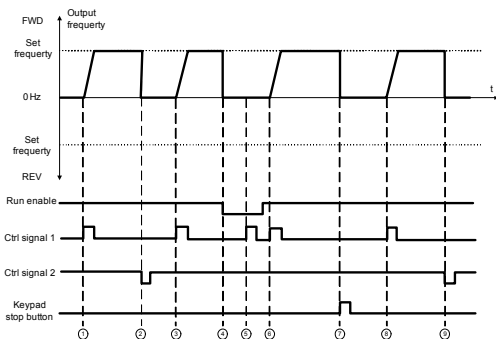 FWD
Output
frequerty
Set
frequerty
0 Hz
t
Set
frequerty
REV
Run enable
Ctrl signal 1
Ctrl signal 2
Keypad
stop button
1 2 3 4 5 6 7 8 9